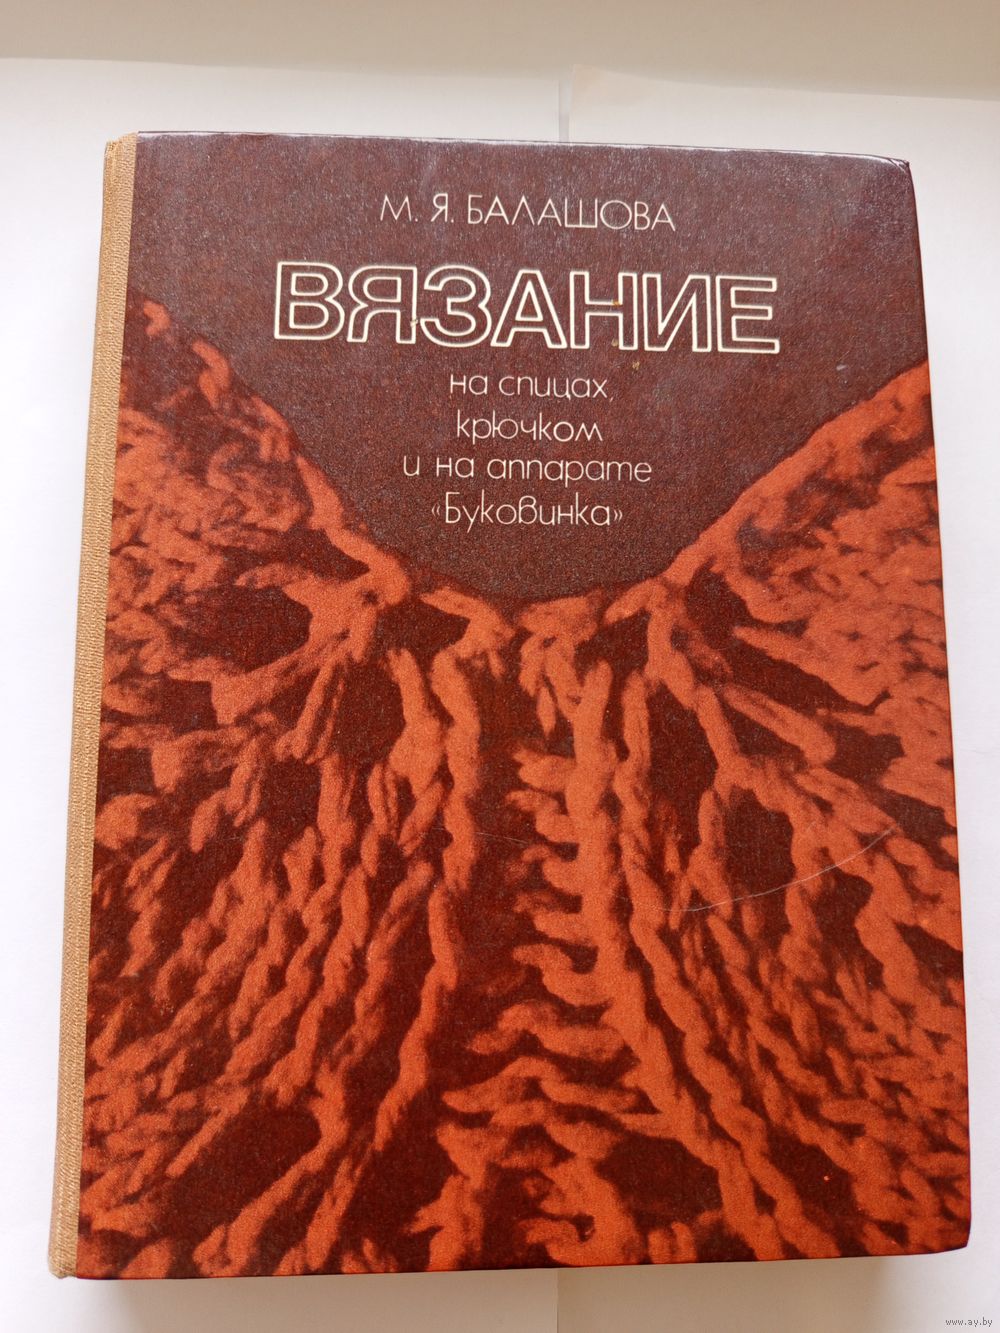 М. Я. БАЛАШОВА
ВЯЗАНИЕ
на спицах,
крючком
и на аппарате
«Буковинка»
www.ay.by